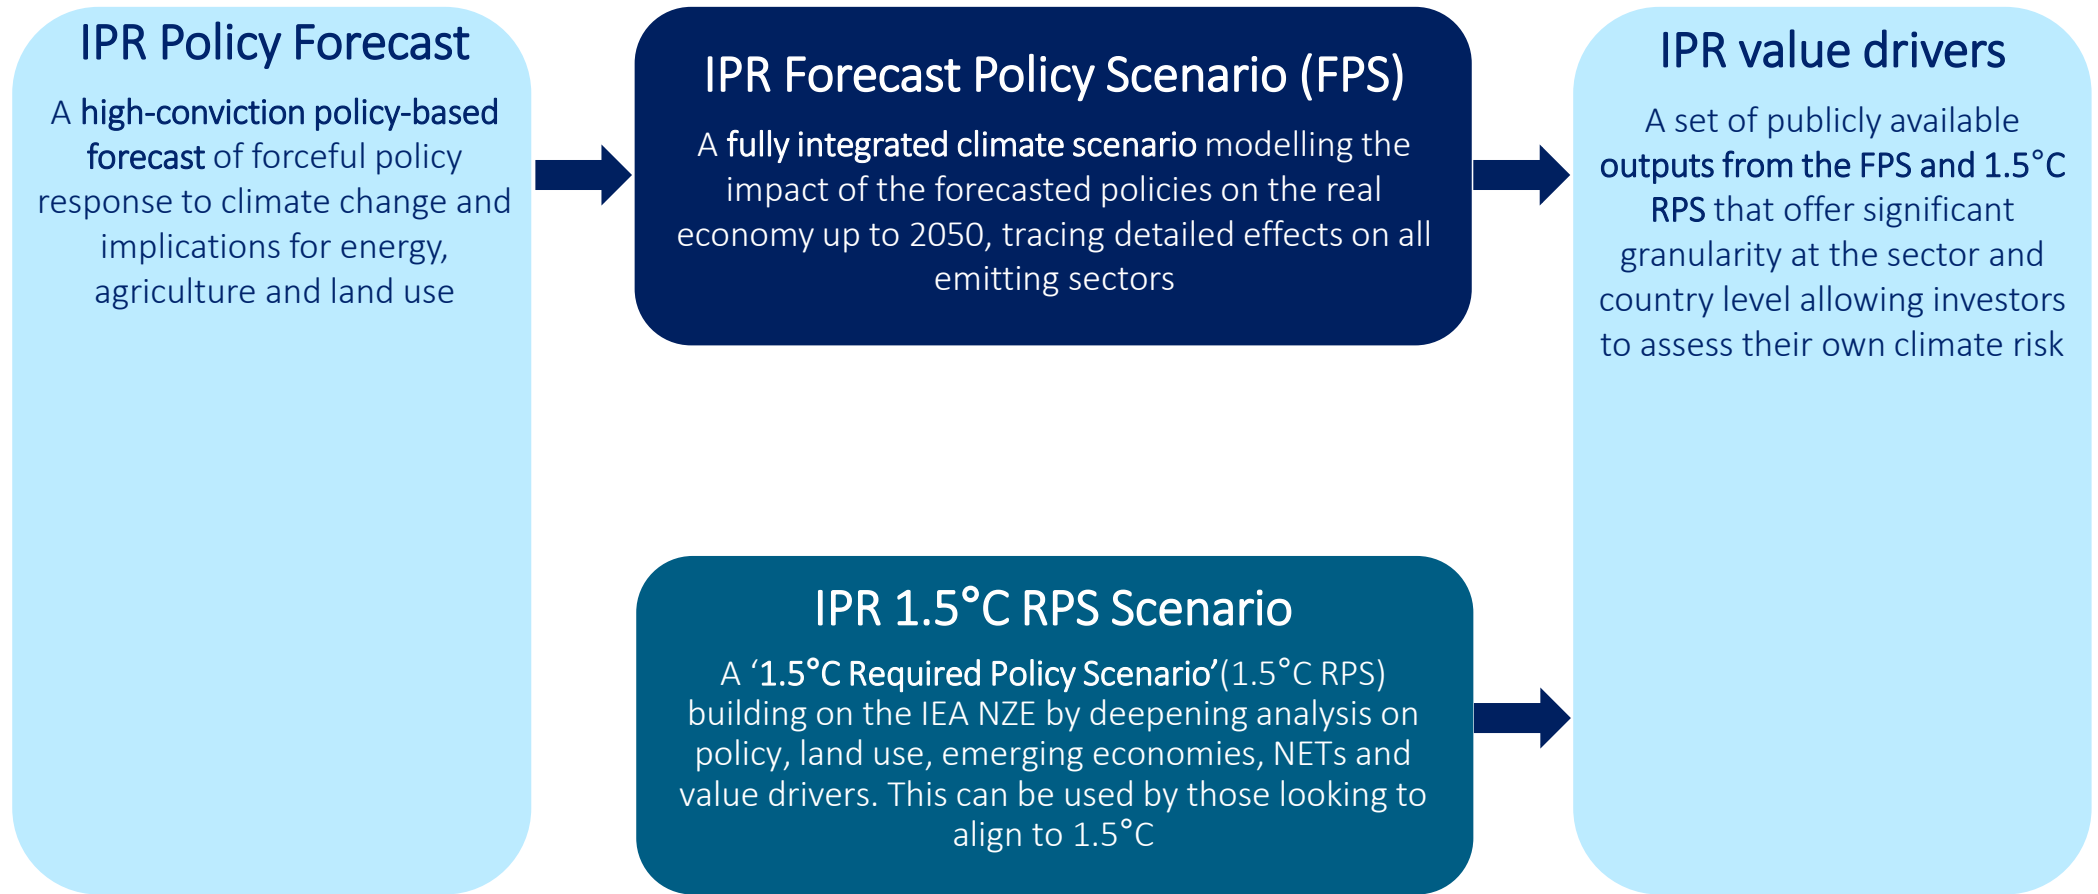 IPR Policy Forecast
A high-conviction policy-based
forecast of forceful policy
response to climate change and
implications for energy,
agriculture and land use
IPR Forecast Policy Scenario (FPS)
A fully integrated climate scenario modelling the
impact of the forecasted policies on the real
economy up to 2050, tracing detailed effects on all
emitting sectors
IPR 1.5°C RPS Scenario
A ‘1.5°C Required Policy Scenario’(1.5°C RPS)
building on the IEA NZE by deepening analysis on
policy, land use, emerging economies, NETs and
value drivers. This can be used by those looking to
align to 1.5°C
IPR value drivers
A set of publicly available
outputs from the FPS and 1.5°C
RPS that offer significant
granularity at the sector and
country level allowing investors
to assess their own climate risk